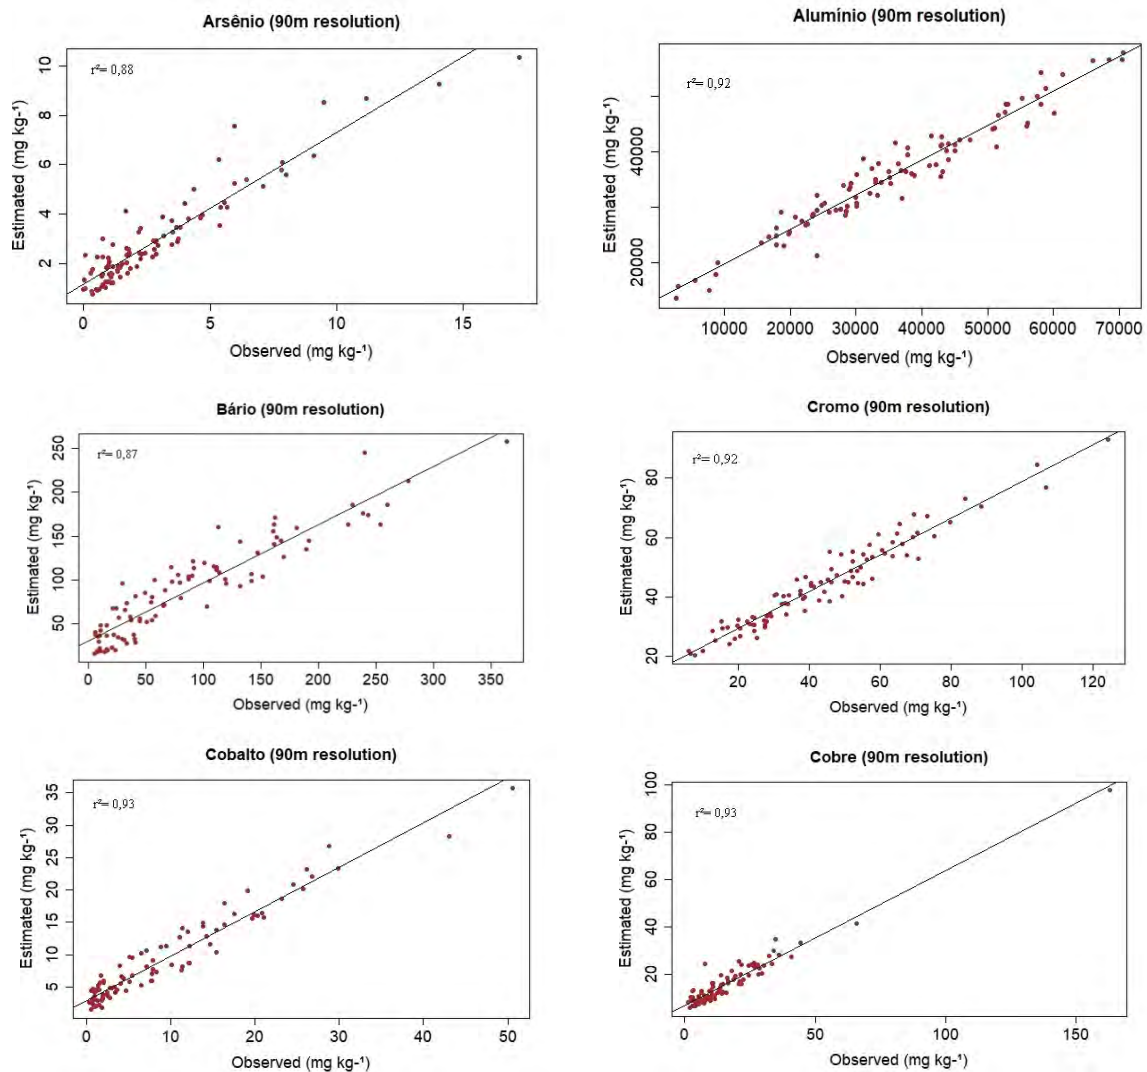 Arsênio (90m resolution)
r²= 0,88
Estimated (mg kg-¹)
10
8
6
4
2
0 5 10 15
Observed (mg kg-¹)
Alumínio (90m resolution)
r²= 0,92
Estimated (mg kg-¹)
40000
20000
10000 20000 30000 40000 50000 60000 70000
Observed (mg kg-¹)
Bário (90m resolution)
r²= 0,87
Estimated (mg kg-¹)
250
200
150
100
50
0 50 100 150 200 250 300 350
Observed (mg kg-¹)
Cromo (90m resolution)
r²= 0,92
Estimated (mg kg-¹)
80
60
40
20
20 40 60 80 100 120
Observed (mg kg-¹)
Cobalto (90m resolution)
r²= 0,93
Estimated (mg kg-¹)
35
30
25
20
15
10
5
0 10 20 30 40 50
Observed (mg kg-¹)
Cobre (90m resolution)
r²= 0,93
Estimated (mg kg-¹)
100
80
60
40
20
0 50 100 150
Observed (mg kg-¹)